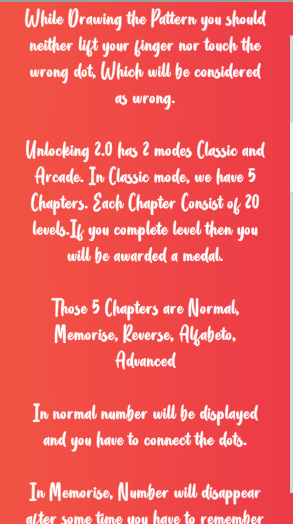 While Drawing the Pattern you should
neither lift your finger nor touch the
wrong dot, Which will be considered
as wrong.
Unlocking 2.0 has 2 modes Classic and
Arcade. In Classic mode, we have 5
Chapters. Each Chapter Consist of 20
levels.If you complete level then you
will be awarded a medal.
Those 5 Chapters are Normal,
Memorise, Reverse, Alfabeto,
Advanced
In normal number will be displayed
and you have to connect the dots.
In Memorise, Number will disappear
after some time you have to remember